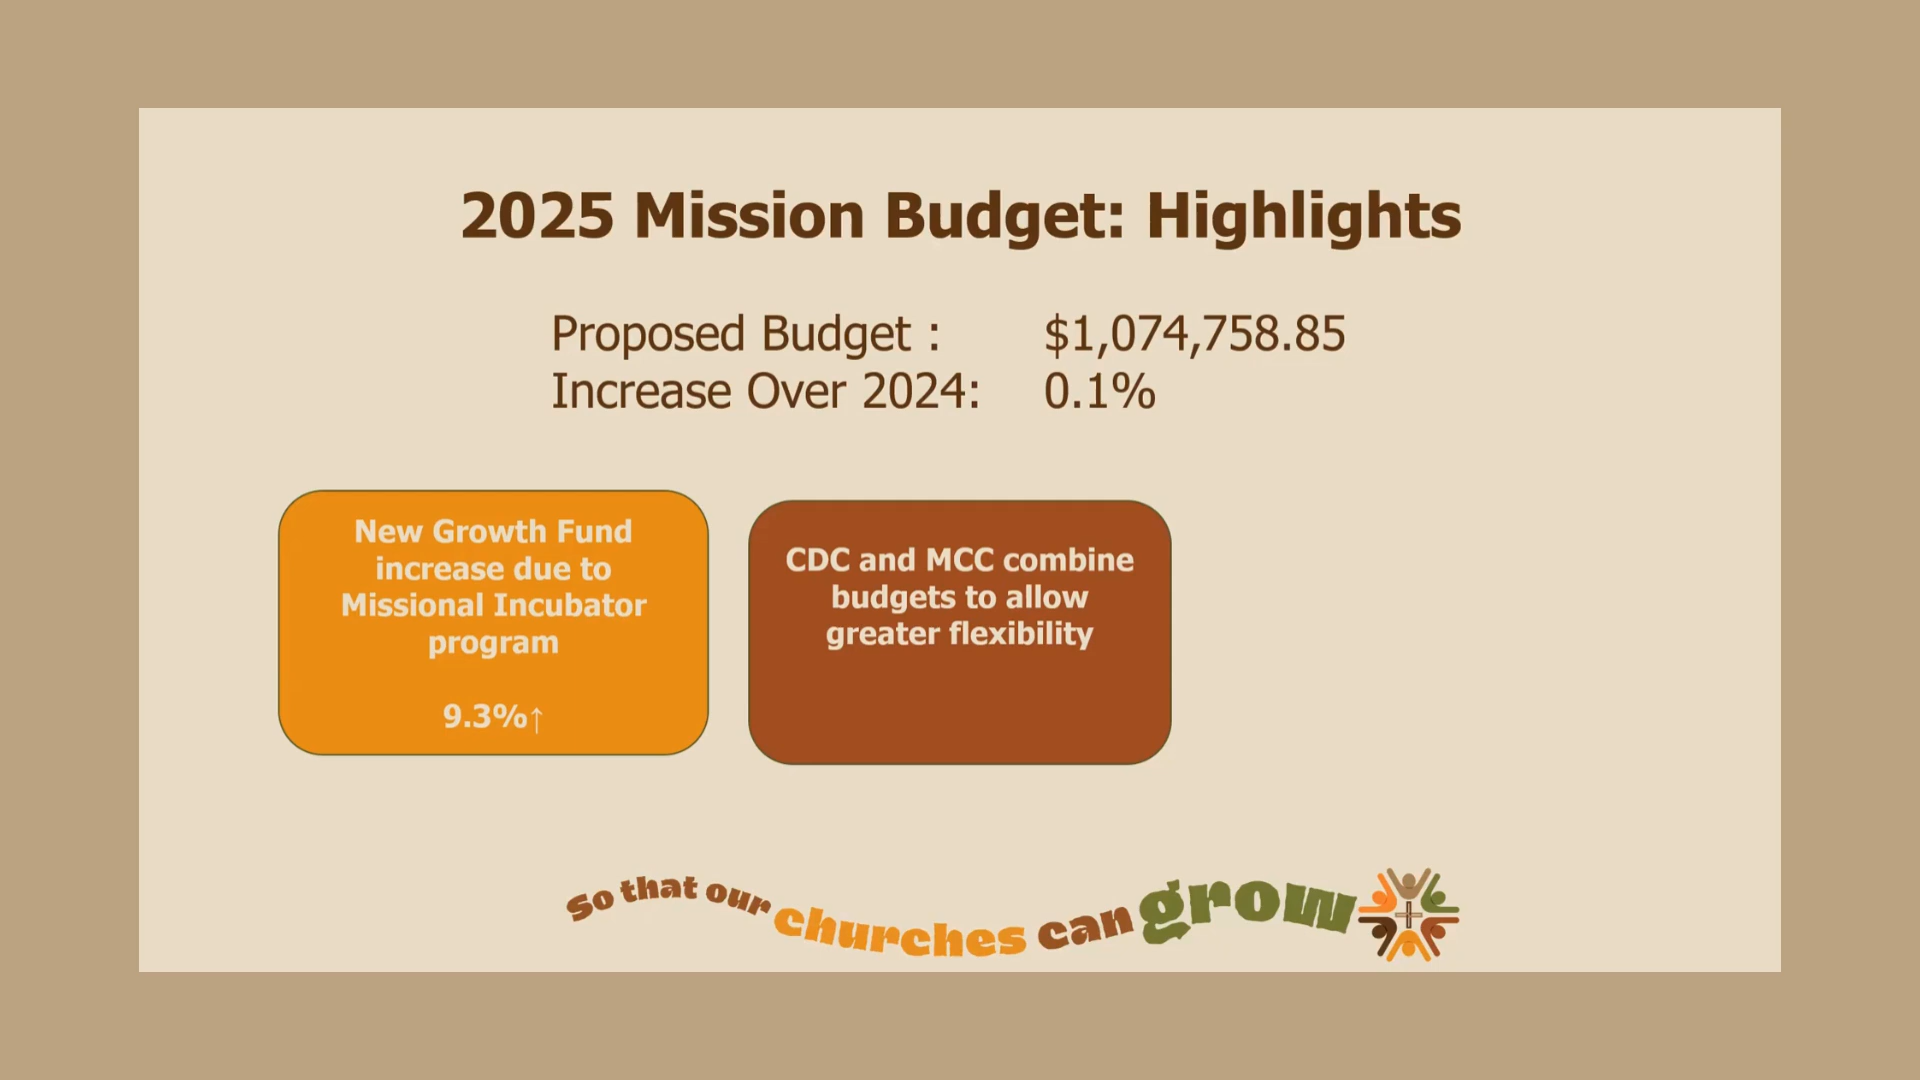 2025 Mission Budget: Highlights
Proposed Budget : $1,074,758.85
Increase Over 2024: 0.1%
New Growth Fund
increase due to
Missional Incubator
program
9.3%↑
CDC and MCC combine
budgets to allow
greater flexibility
so that our churches can grow